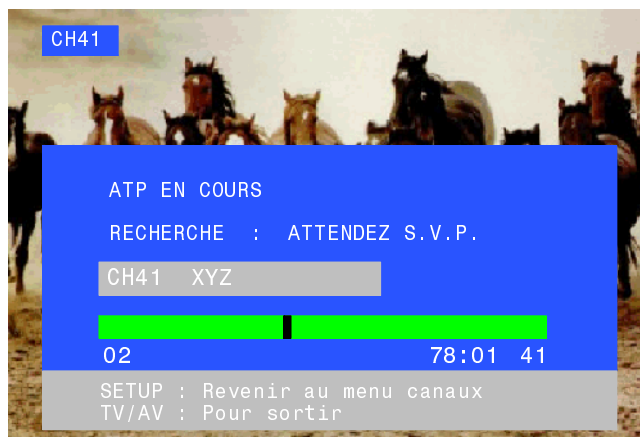 CH41
ATP EN COURS
RECHERCHE : ATTENDEZ S.V.P.
CH41 XYZ
02 78:01 41
SETUP : Revenir au menu canaux
TV/AV : Pour sortir